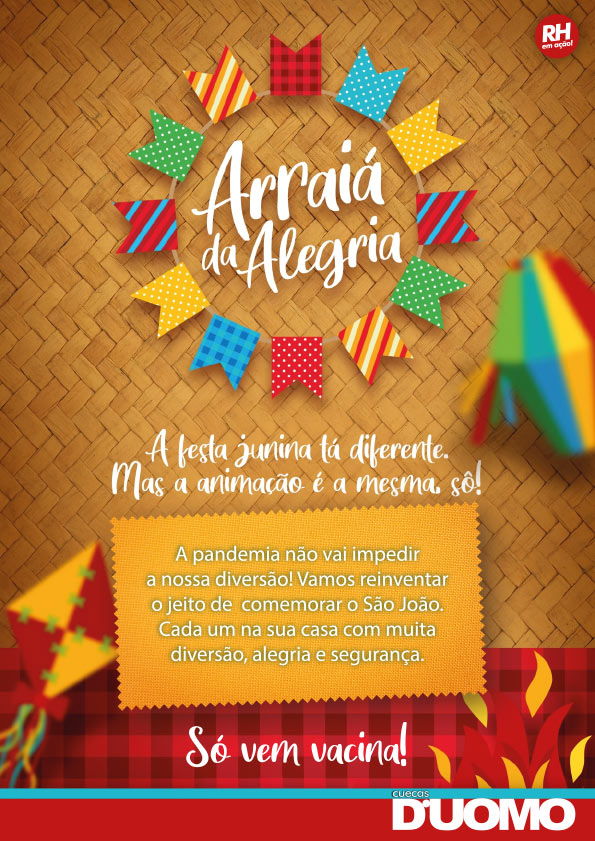 RH
em ação!
Arraiá
da Alegria
A festa junina tá diferente.
Mas a animação é a mesma, sô!
A pandemia não vai impedir
a nossa diversão! Vamos reinventar
o jeito de comemorar o São João.
Cada um na sua casa com muita
diversão, alegria e segurança.
Só vem vacina!
cuecas
D'UOMO